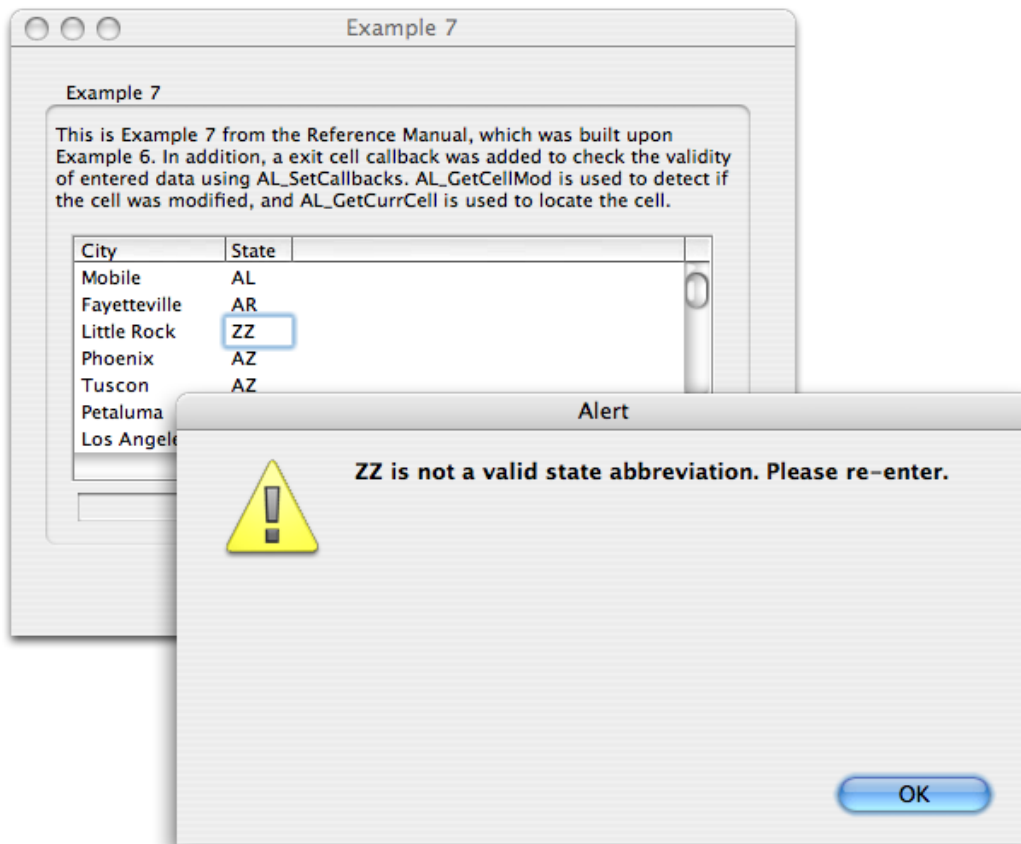 Example 7
Example 7
This is Example 7 from the Reference Manual, which was built upon
Example 6. In addition, a exit cell callback was added to check the validity
of entered data using AL_SetCallbacks. AL_GetCellMod is used to detect if
the cell was modified, and AL_GetCurrCell is used to locate the cell.
City State
Mobile AL
Fayetteville AR
Little Rock ZZ
Phoenix AZ
Tuscon AZ
Petaluma
Los Angele
Alert
ZZ is not a valid state abbreviation. Please re-enter.
OK